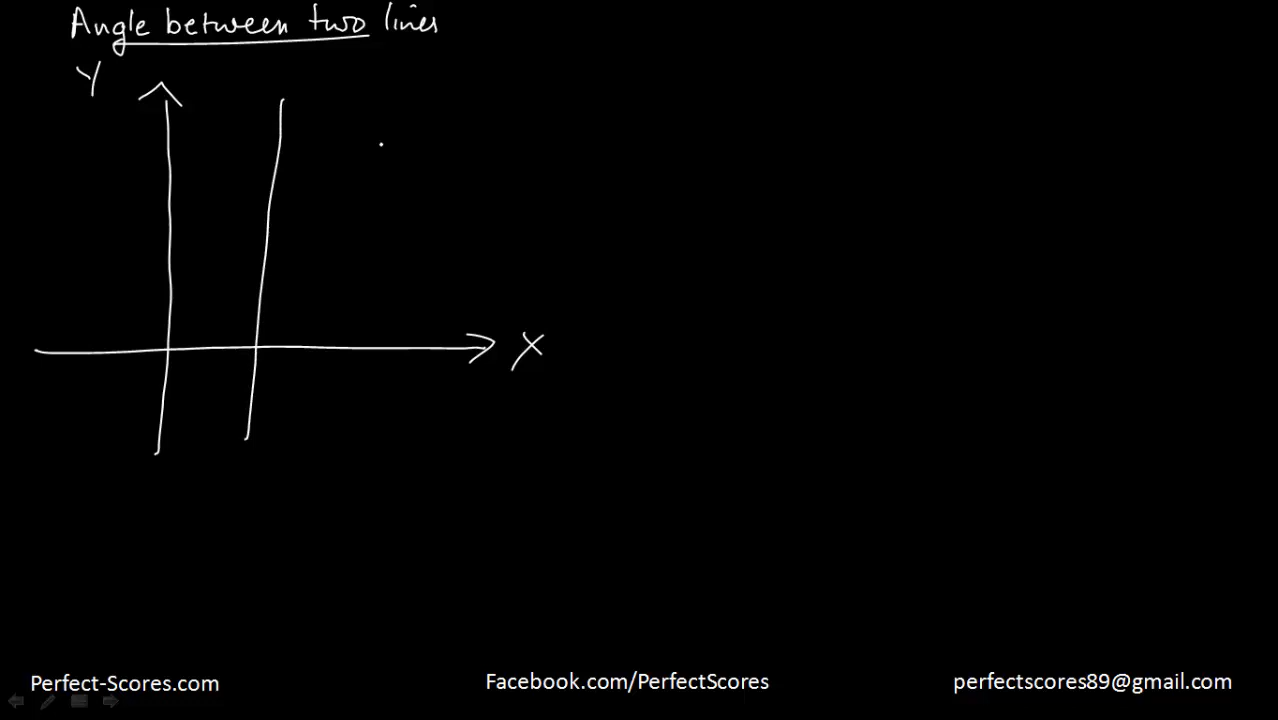 Angle between two lines
Y
X
Perfect-Scores.com
Facebook.com/PerfectScores
perfectscores89@gmail.com